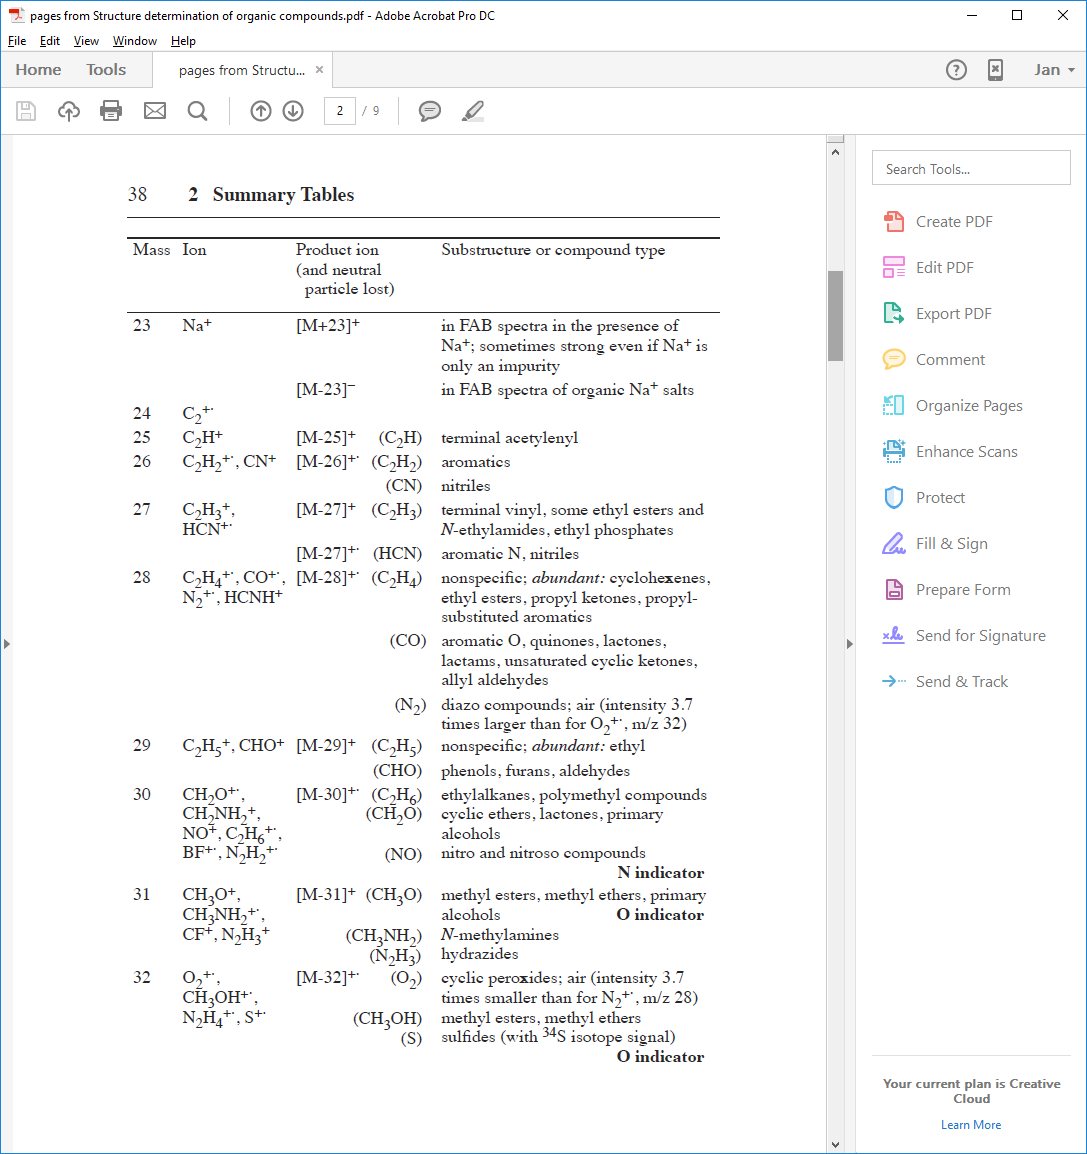 pages from Structure determination of organic compounds.pdf - Adobe Acrobat Pro DC
File Edit View Window Help
Home Tools pages from Structu... × Jan
2 / 9
38 2 Summary Tables
Mass Ion Product ion Substructure or compound type
(and neutral
particle lost)
23 Na⁺ [M+23]⁺ in FAB spectra in the presence of
Na⁺; sometimes strong even if Na⁺ is
only an impurity
[M-23]⁻ in FAB spectra of organic Na⁺ salts
24 C₂⁺·
25 C₂H⁺ [M-25]⁺ (C₂H) terminal acetylenyl
26 C₂H₂⁺·, CN⁺ [M-26]⁺· (C₂H₂) aromatics
(CN) nitriles
27 C₂H₃⁺, [M-27]⁺ (C₂H₃) terminal vinyl, some ethyl esters and
HCN⁺· N-ethylamides, ethyl phosphates
[M-27]⁺· (HCN) aromatic N, nitriles
28 C₂H₄⁺·, CO⁺·, [M-28]⁺· (C₂H₄) nonspecific; abundant: cyclohexenes,
N₂⁺·, HCNH⁺ ethyl esters, propyl ketones, propyl-
substituted aromatics
(CO) aromatic O, quinones, lactones,
lactams, unsaturated cyclic ketones,
allyl aldehydes
(N₂) diazo compounds; air (intensity 3.7
times larger than for O₂⁺·, m/z 32)
29 C₂H₅⁺, CHO⁺ [M-29]⁺ (C₂H₅) nonspecific; abundant: ethyl
(CHO) phenols, furans, aldehydes
30 CH₂O⁺·, [M-30]⁺· (C₂H₆) ethylalkanes, polymethyl compounds
CH₂NH₂⁺, (CH₂O) cyclic ethers, lactones, primary
NO⁺, C₂H₆⁺·, alcohols
BF⁺·, N₂H₂⁺· (NO) nitro and nitroso compounds
N indicator
31 CH₃O⁺, [M-31]⁺ (CH₃O) methyl esters, methyl ethers, primary
CH₃NH₂⁺·, alcohols O indicator
CF⁺, N₂H₃⁺ (CH₃NH₂) N-methylamines
(N₂H₃) hydrazides
32 O₂⁺·, [M-32]⁺· (O₂) cyclic peroxides; air (intensity 3.7
CH₃OH⁺·, times smaller than for N₂⁺·, m/z 28)
N₂H₄⁺·, S⁺· (CH₃OH) methyl esters, methyl ethers
(S) sulfides (with ³⁴S isotope signal)
O indicator
Search Tools...
Create PDF
Edit PDF
Export PDF
Comment
Organize Pages
Enhance Scans
Protect
Fill & Sign
Prepare Form
Send for Signature
Send & Track
Your current plan is Creative
Cloud
Learn More